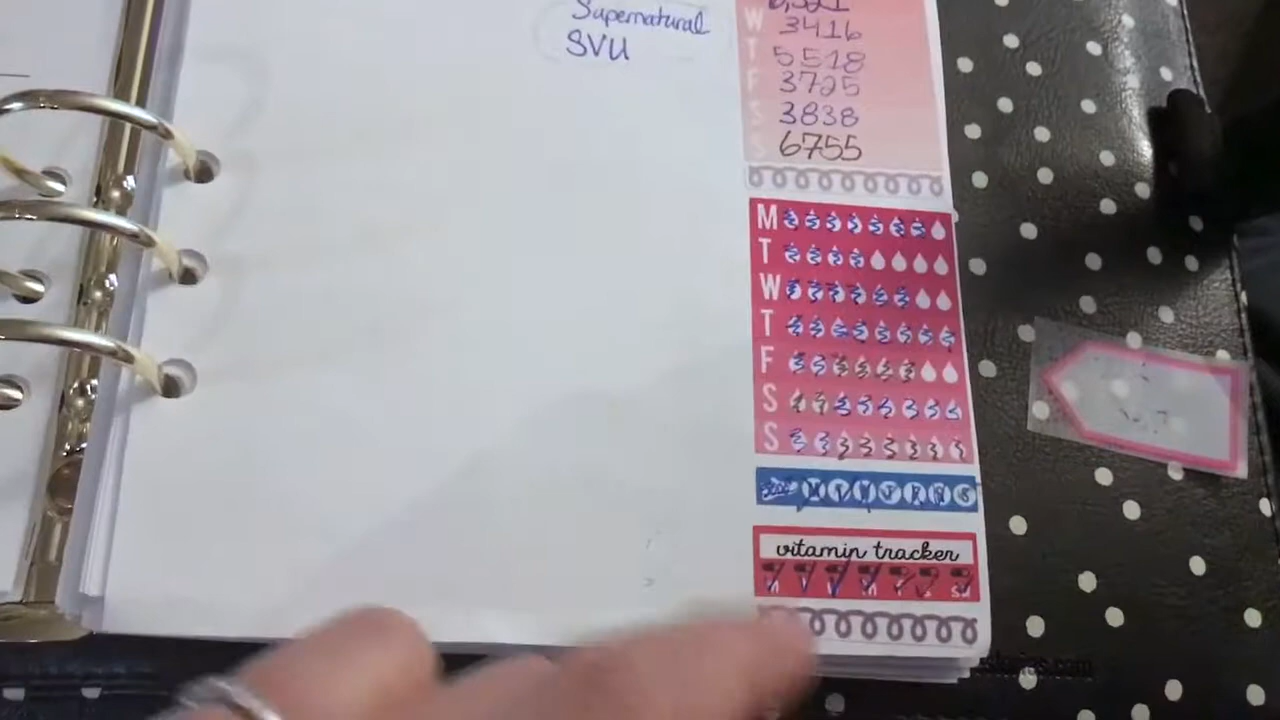 Supernatural
SVU
W 3416
T 5518
F 3725
S 3838
S 6755
M
T
W
T
F
S
S
vitamin tracker